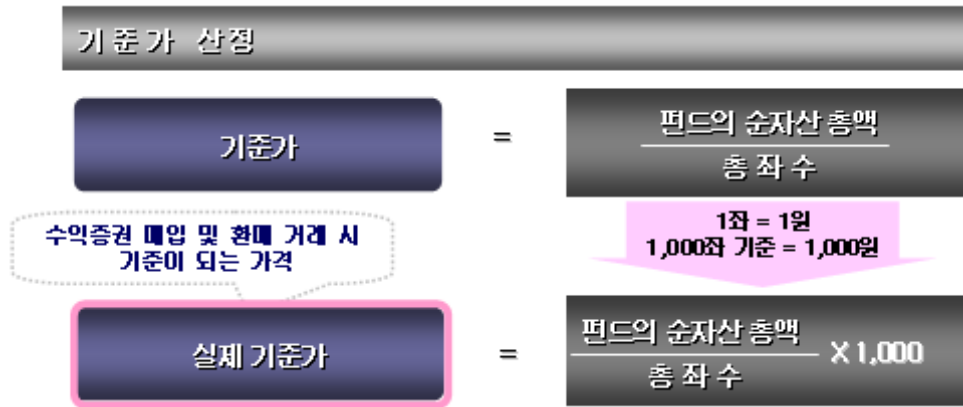 기준가 산정
기준가
=
펀드의 순자산 총액
총 좌 수
수익증권 매입 및 환매 거래 시
기준이 되는 가격
1좌 = 1원
1,000좌 기준 = 1,000원
실제 기준가
=
펀드의 순자산 총액
총 좌 수
X 1,000